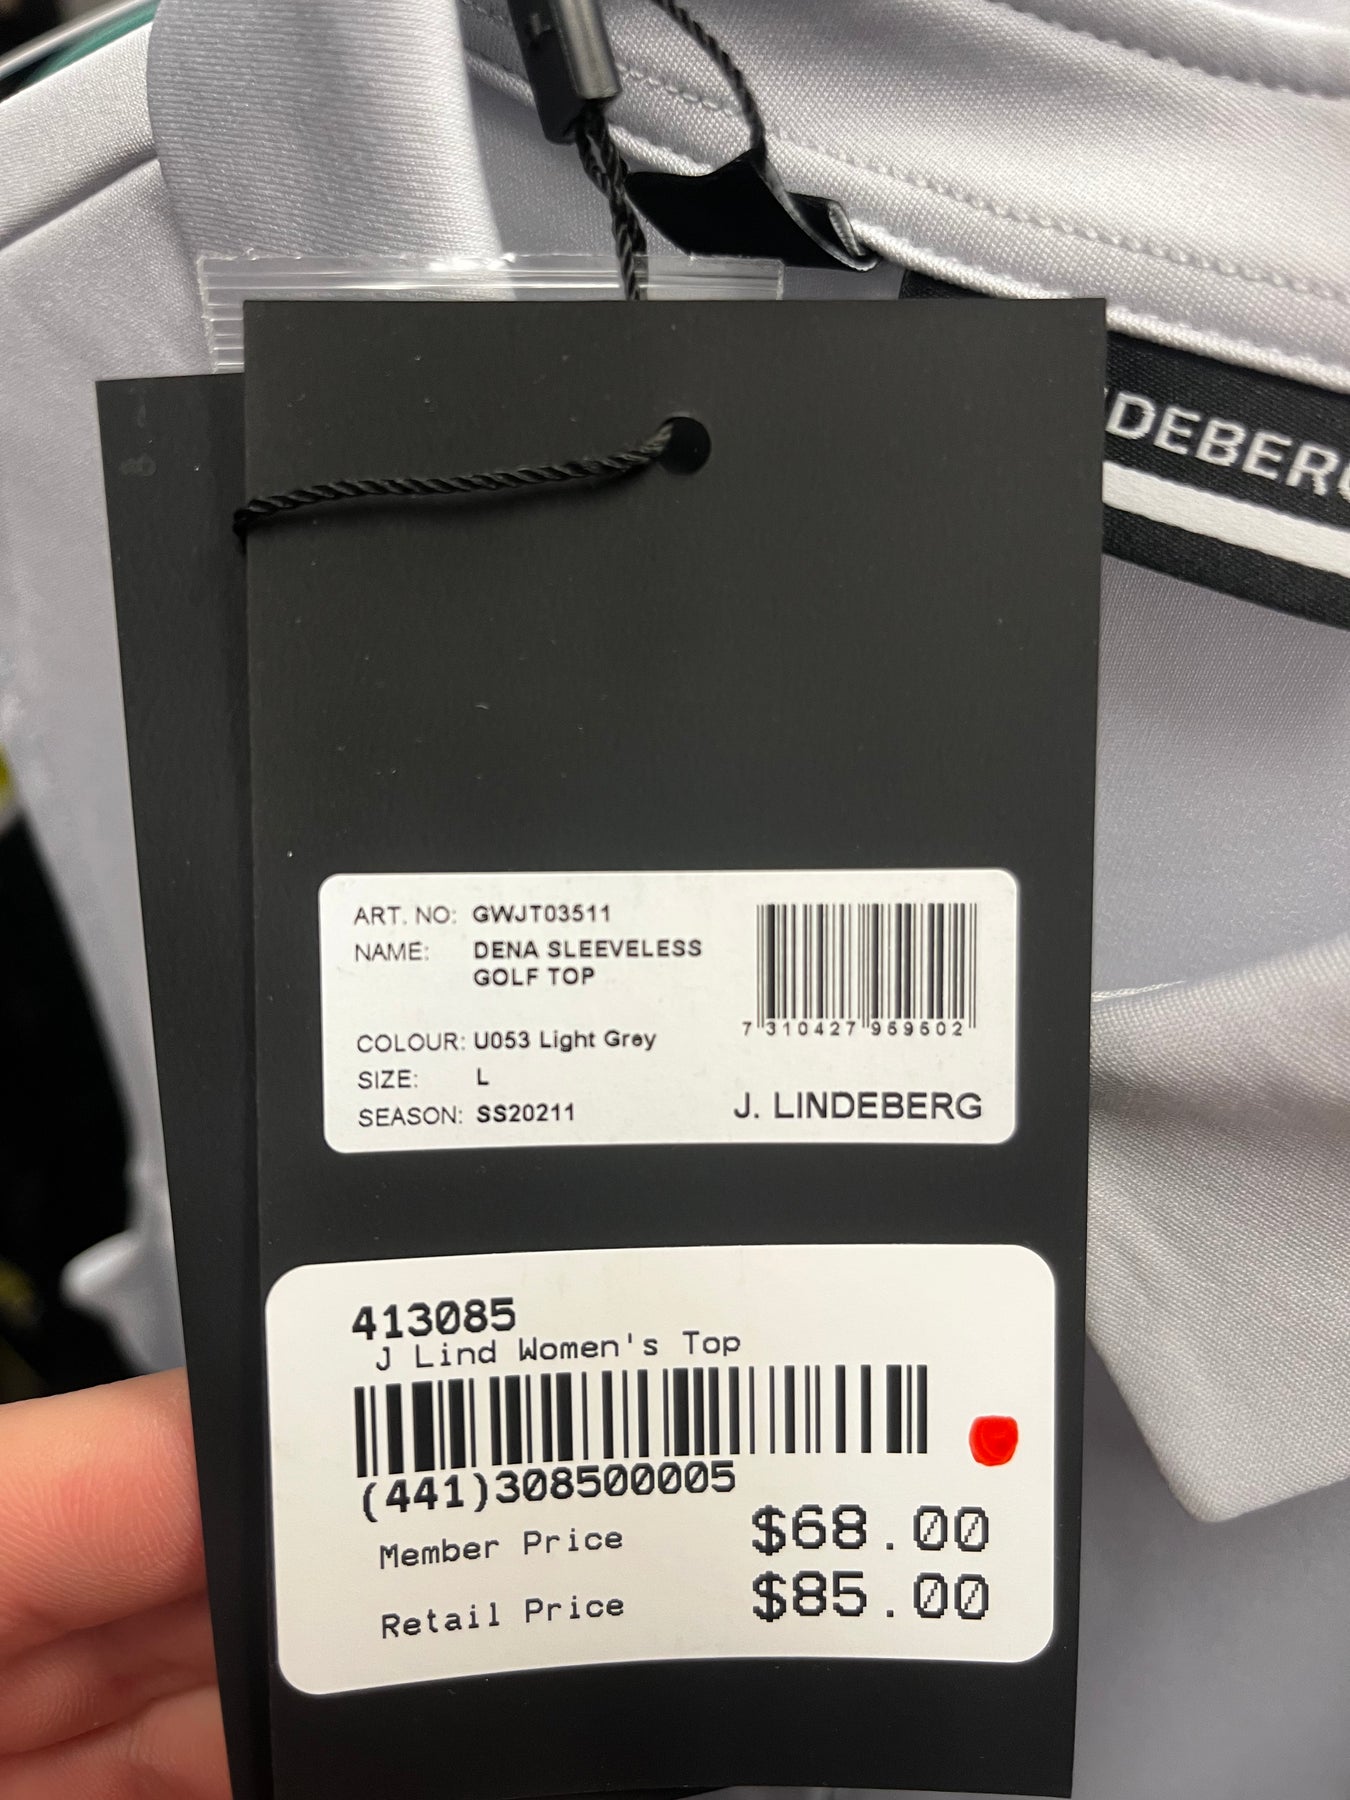 DEBERG
ART. NO: GWJT03511
NAME: DENA SLEEVELESS
GOLF TOP
COLOUR: U053 Light Grey
SIZE: L
SEASON: SS20211
7 310427 959502
J. LINDEBERG
413085
J Lind Women's Top
(441)308500005
Member Price $68.00
Retail Price $85.00